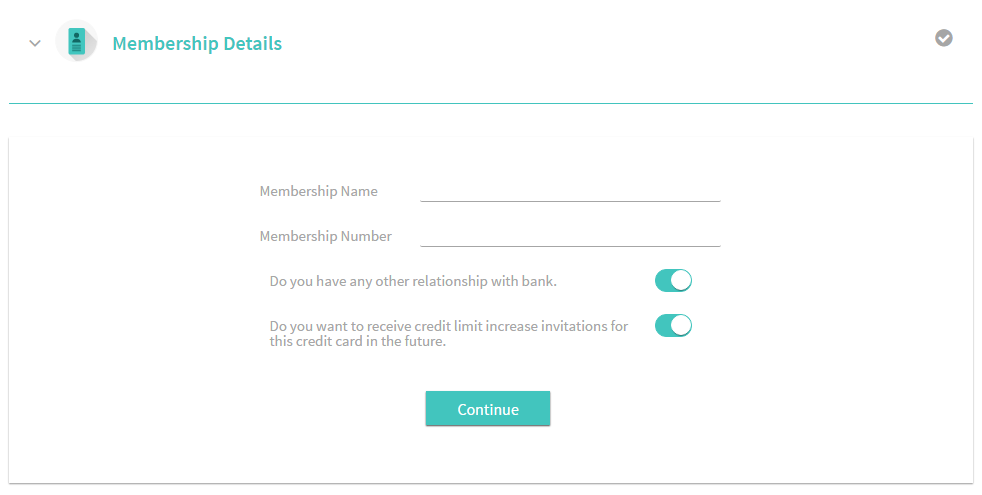 Membership Details
Membership Name
Membership Number
Do you have any other relationship with bank.
Do you want to receive credit limit increase invitations for
this credit card in the future.
Continue